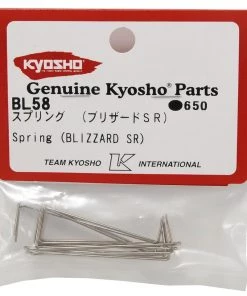 KYOSHO
Genuine Kyosho® Parts
BL58 ●650
スプリング （ブリザードＳＲ）
Spring (BLIZZARD SR)
TEAM KYOSHO K INTERNATIONAL